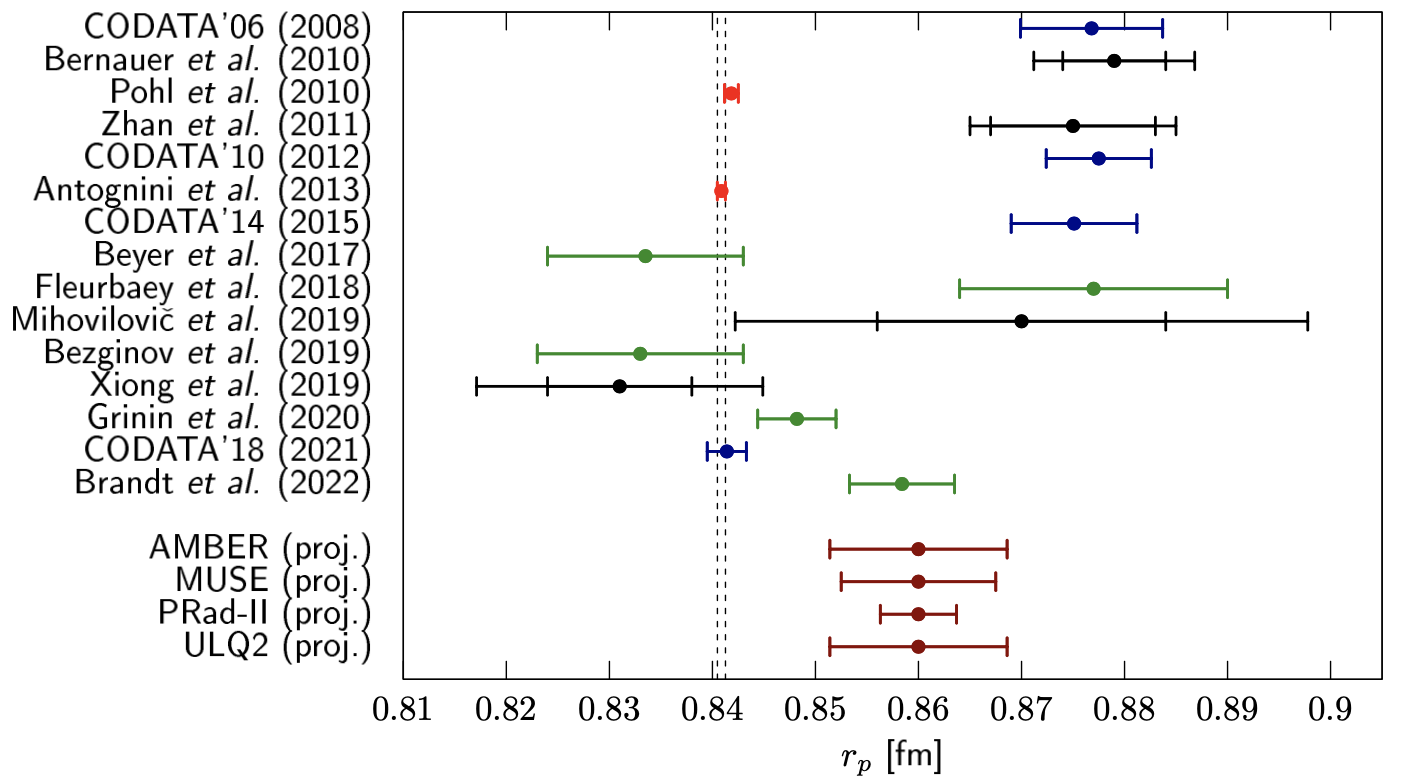 CODATA'06 (2008)
Bernauer et al. (2010)
Pohl et al. (2010)
Zhan et al. (2011)
CODATA'10 (2012)
Antognini et al. (2013)
CODATA'14 (2015)
Beyer et al. (2017)
Fleurbaey et al. (2018)
Mihovilovič et al. (2019)
Bezginov et al. (2019)
Xiong et al. (2019)
Grinin et al. (2020)
CODATA'18 (2021)
Brandt et al. (2022)
AMBER (proj.)
MUSE (proj.)
PRad-II (proj.)
ULQ2 (proj.)
0.81 0.82 0.83 0.84 0.85 0.86 0.87 0.88 0.89 0.9
r_p [fm]